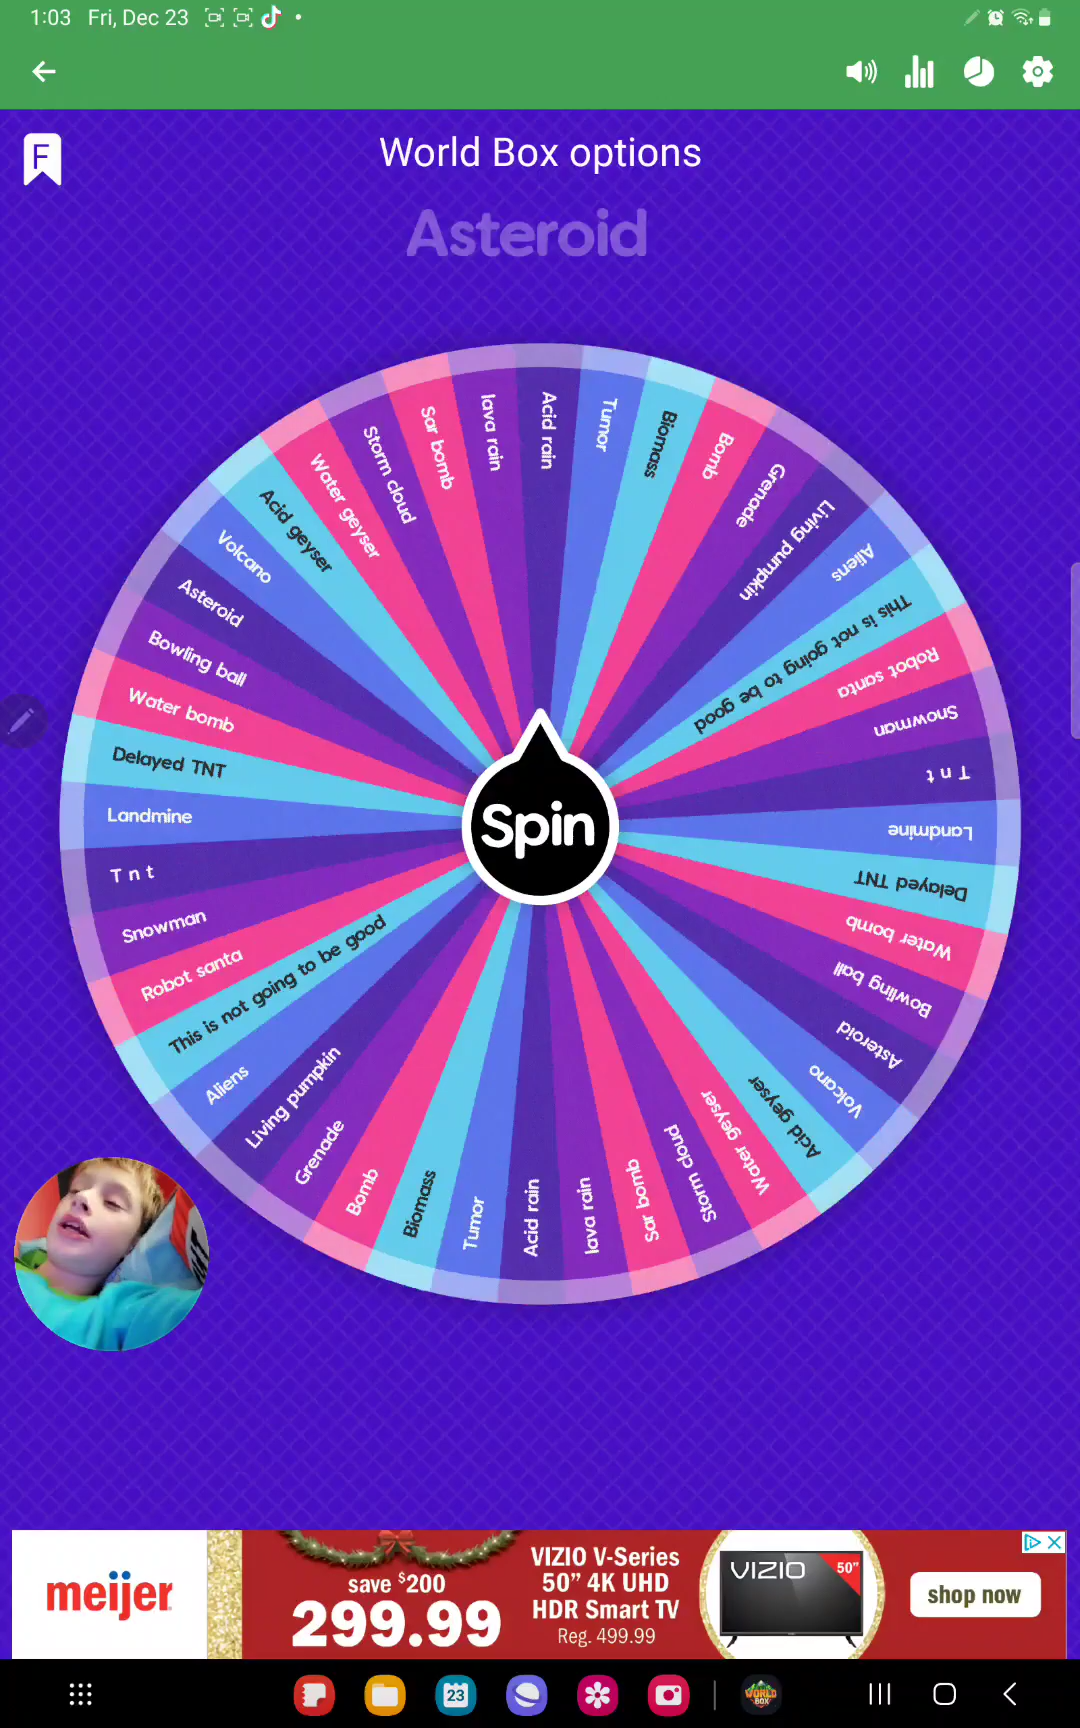 1:03 Fri, Dec 23
F
World Box options
Asteroid
Acid rain
Tumor
Biomass
Bomb
Grenade
Living pumpkin
Aliens
This is not going to be good
Robot santa
Snowman
T n t
Landmine
Delayed TNT
Water bomb
Bowling ball
Asteroid
Volcano
Acid geyser
Water geyser
Storm cloud
Sar bomb
lava rain
Acid rain
Tumor
Biomass
Bomb
Grenade
Living pumpkin
Aliens
This is not going to be good
Robot santa
Snowman
T n t
Landmine
Delayed TNT
Water bomb
Bowling ball
Asteroid
Volcano
Acid geyser
Water geyser
Storm cloud
Sar bomb
lava rain
Spin
meijer
save $200
299.99
VIZIO V-Series
50” 4K UHD
HDR Smart TV
Reg. 499.99
VIZIO
50”
shop now
23
WORLD
BOX